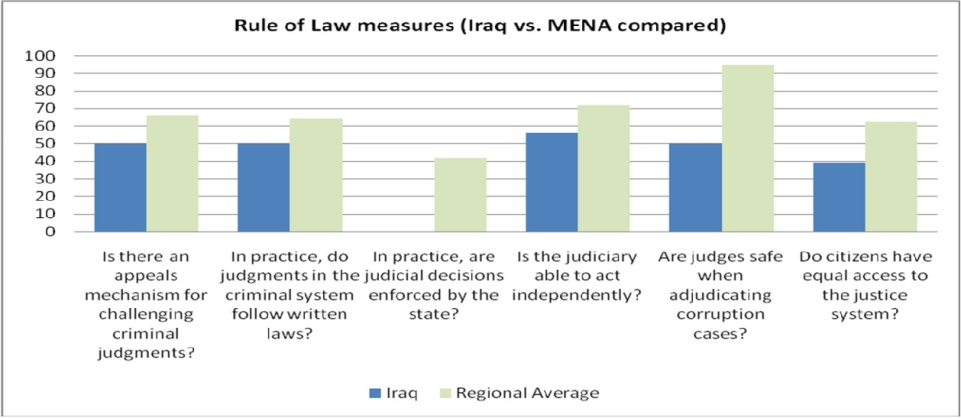 Rule of Law measures (Iraq vs. MENA compared)
100
90
80
70
60
50
40
30
20
10
0
Is there an
appeals
mechanism for
challenging
criminal
judgments?
In practice, do
judgments in the
criminal system
follow written
laws?
In practice, are
judicial decisions
enforced by the
state?
Is the judiciary
able to act
independently?
Are judges safe
when
adjudicating
corruption
cases?
Do citizens have
equal access to
the justice
system?
Iraq
Regional Average